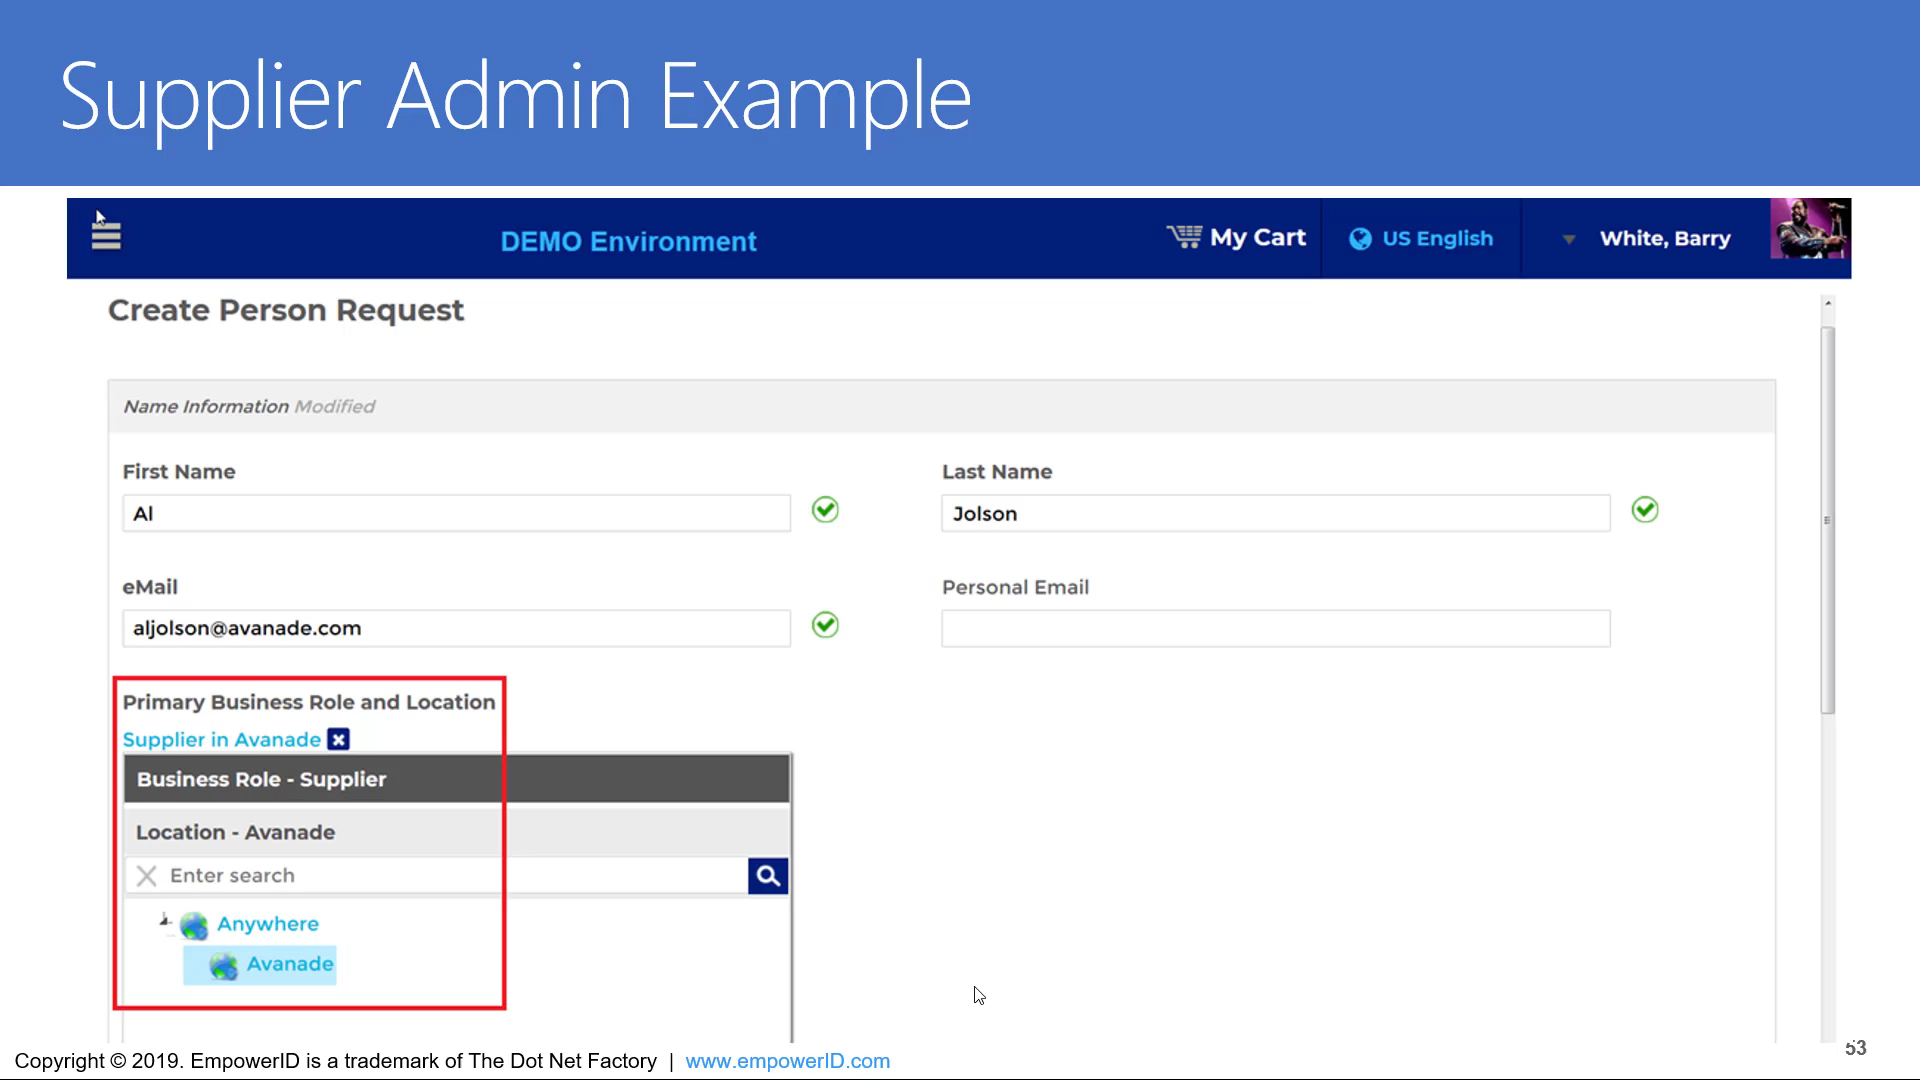 Supplier Admin Example
DEMO Environment
My Cart
US English
White, Barry
Create Person Request
Name Information Modified
First Name
Last Name
Al
Jolson
eMail
Personal Email
aljolson@avanade.com
Primary Business Role and Location
Supplier in Avanade
Business Role - Supplier
Location - Avanade
Enter search
Anywhere
Avanade
Copyright © 2019. EmpowerID is a trademark of The Dot Net Factory | www.empowerID.com
53